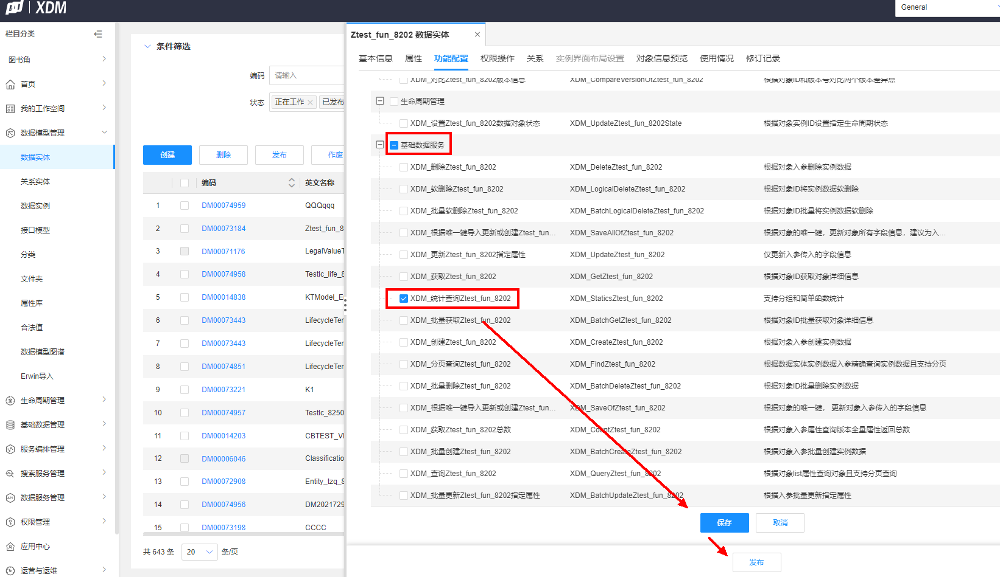 XDM
General
栏目分类
图书角
首页
我的工作空间
数据模型管理
数据实体
关系实体
数据实例
接口模型
分类
文件夹
属性库
合法值
数据模型图谱
Erwin导入
生命周期管理
基础数据管理
服务编排管理
搜索服务管理
数据服务管理
权限管理
应用中心
运营与运维
条件筛选
编码 请输入
状态 正在工作 已发布
创建 删除 发布 作废
编码 英文名称
1 DM00074959 QQQqqq
2 DM00073184 Ztest_fun_8
3 DM00071176 LegalValueT
4 DM00074958 Testlc_life_8
5 DM00014838 KTModel_E
6 DM00073443 LifecycleTem
7 DM00073443 LifecycleTem
8 DM00074851 LifecycleTem
9 DM00073221 K1
10 DM00074957 Testlc_8250
11 DM00014203 CBTEST_VI
12 DM00006046 Classificatio
13 DM00072908 Entity_tzq_8
14 DM00074956 DM2021729
15 DM00073198 CCCC
共 643 条 20 条/页
Ztest_fun_8202 数据实体
基本信息 属性 功能配置 权限操作 关系 实例界面布局设置 对象信息预览 使用情况 修订记录
XDM_对比Ztest_fun_8202版本信息 XDM_CompareVersionOfZtest_fun_8202 根据对象ID和版本号对比两个版本差异点
生命周期管理
XDM_设置Ztest_fun_8202数据对象状态 XDM_UpdateZtest_fun_8202State 根据对象实例ID设置指定生命周期状态
基础数据服务
XDM_删除Ztest_fun_8202 XDM_DeleteZtest_fun_8202 根据对象入参删除实例数据
XDM_软删除Ztest_fun_8202 XDM_LogicalDeleteZtest_fun_8202 根据对象ID将实例数据软删除
XDM_批量软删除Ztest_fun_8202 XDM_BatchLogicalDeleteZtest_fun_8202 根据对象ID批量将实例数据软删除
XDM_根据唯一键导入更新或创建Ztest_fun... XDM_SaveAllOfZtest_fun_8202 根据对象的唯一键，更新对象所有字段信息，建议为入...
XDM_更新Ztest_fun_8202指定属性 XDM_UpdateZtest_fun_8202 仅更新入参传入的字段信息
XDM_获取Ztest_fun_8202 XDM_GetZtest_fun_8202 根据对象ID获取对象详细信息
XDM_统计查询Ztest_fun_8202 XDM_StaticsZtest_fun_8202 支持分组和简单函数统计
XDM_批量获取Ztest_fun_8202 XDM_BatchGetZtest_fun_8202 根据对象ID批量获取对象详细信息
XDM_创建Ztest_fun_8202 XDM_CreateZtest_fun_8202 根据对象入参创建实例数据
XDM_分页查询Ztest_fun_8202 XDM_FindZtest_fun_8202 根据数据实体实例数据入参精确查询实例数据且支持分页
XDM_批量删除Ztest_fun_8202 XDM_BatchDeleteZtest_fun_8202 根据对象ID批量删除实例数据
XDM_根据唯一键导入更新或创建Ztest_fun... XDM_SaveOfZtest_fun_8202 根据对象的唯一键， 更新对象入参传入的字段信息
XDM_获取Ztest_fun_8202总数 XDM_CountZtest_fun_8202 根据对象入参属性查询版本全量属性返回总数
XDM_批量创建Ztest_fun_8202 XDM_BatchCreateZtest_fun_8202 根据对象入参批量创建实例数据
XDM_查询Ztest_fun_8202 XDM_QueryZtest_fun_8202 根据对象list属性查询对象且支持分页查询
XDM_批量更新Ztest_fun_8202指定属性 XDM_BatchUpdateZtest_fun_8202 根据入参批量更新指定属性
保存 取消
发布